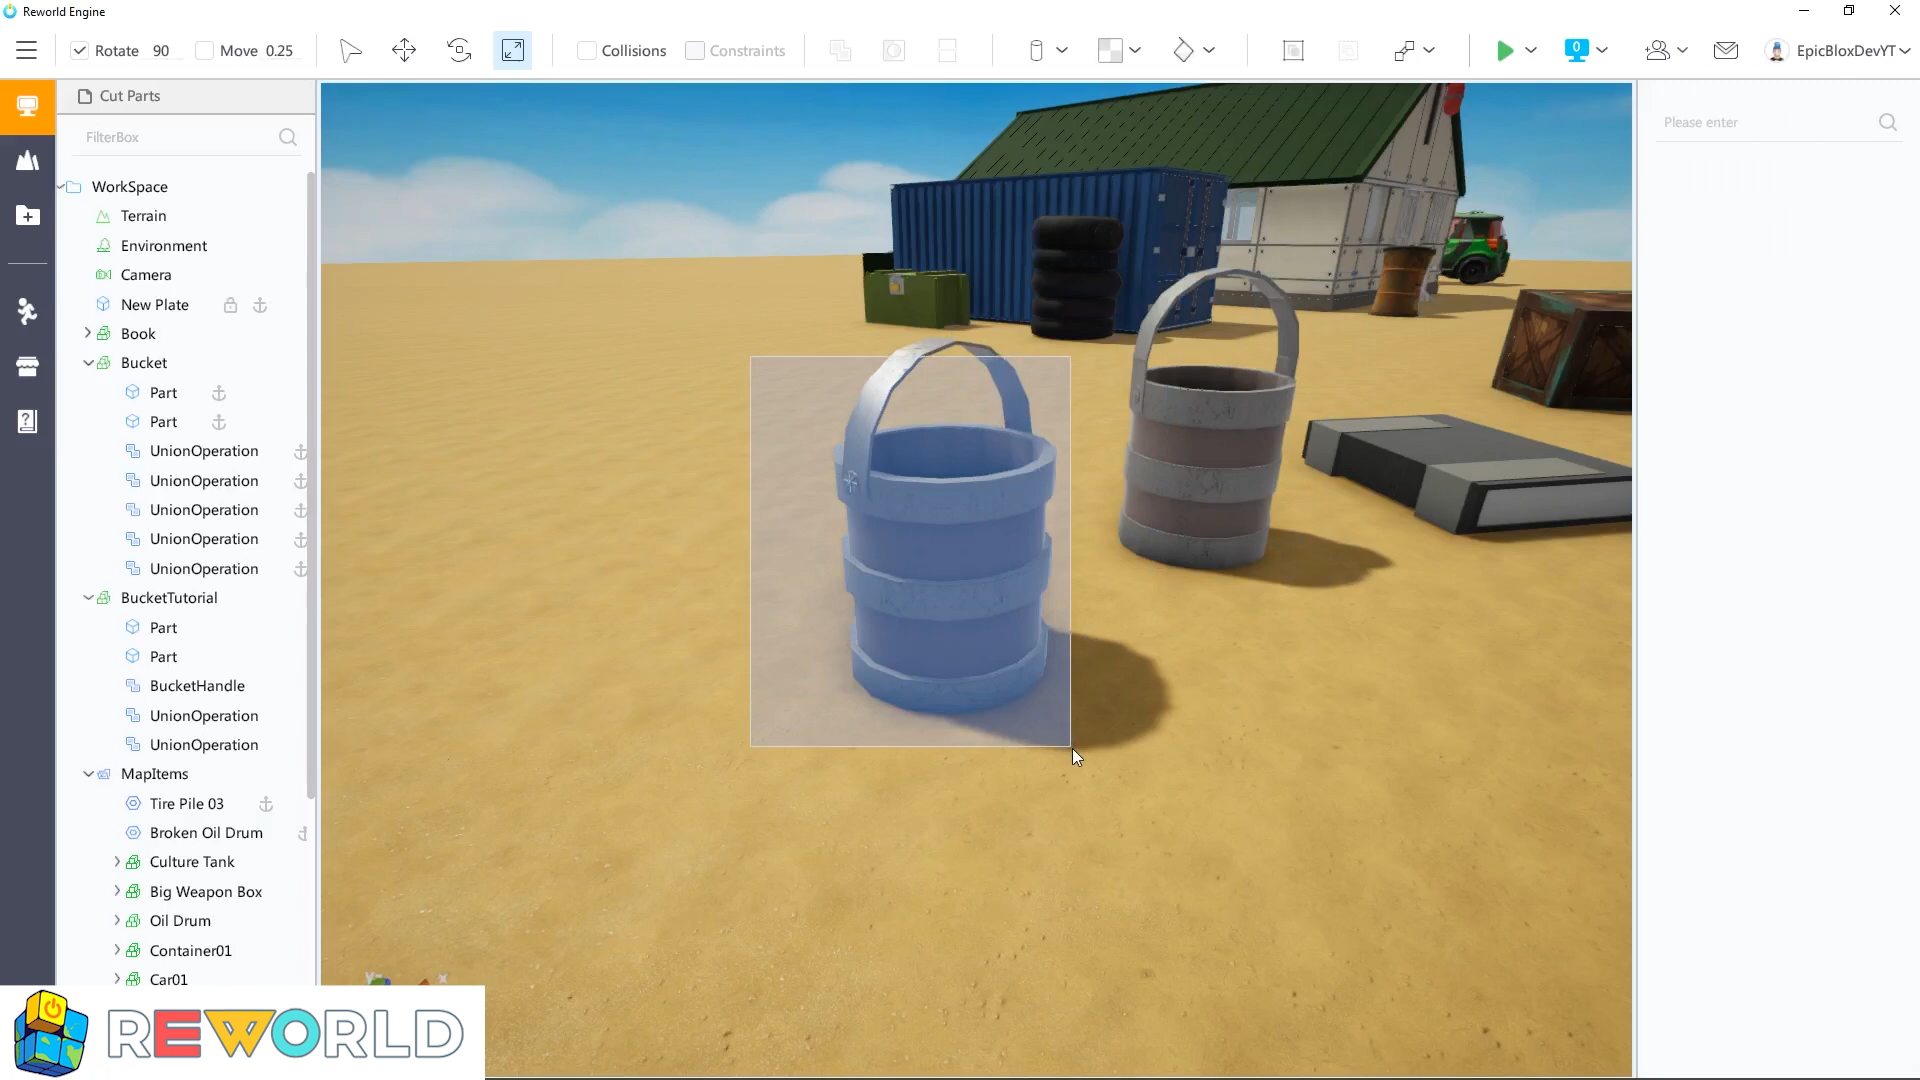 Reworld Engine
Rotate 90 Move 0.25 Collisions Constraints 0 EpicBloxDevYT
Cut Parts
FilterBox
Please enter
WorkSpace
Terrain
Environment
Camera
New Plate
Book
Bucket
Part
Part
UnionOperation
UnionOperation
UnionOperation
UnionOperation
UnionOperation
BucketTutorial
Part
Part
BucketHandle
UnionOperation
UnionOperation
MapItems
Tire Pile 03
Broken Oil Drum
Culture Tank
Big Weapon Box
Oil Drum
Container01
Car01
REWORLD